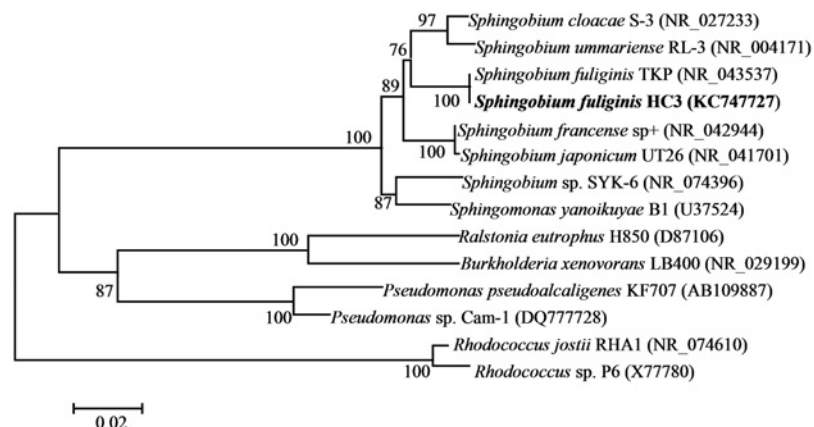 97
Sphingobium cloacae S-3 (NR_027233)
Sphingobium ummariense RL-3 (NR_004171)
76
Sphingobium fuliginis TKP (NR_043537)
100
Sphingobium fuliginis HC3 (KC747727)
89
Sphingobium francense sp+ (NR_042944)
100
Sphingobium japonicum UT26 (NR_041701)
100
Sphingobium sp. SYK-6 (NR_074396)
87
Sphingomonas yanoikuyae B1 (U37524)
Ralstonia eutrophus H850 (D87106)
100
Burkholderia xenovorans LB400 (NR_029199)
87
Pseudomonas pseudoalcaligenes KF707 (AB109887)
100
Pseudomonas sp. Cam-1 (DQ777728)
Rhodococcus jostii RHA1 (NR_074610)
100
Rhodococcus sp. P6 (X77780)
0.02